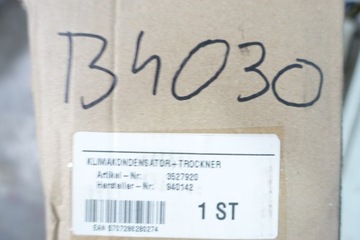 B4030
KLIMAKONDENSATOR+TROCKNER
Artikel-Nr: 3527920
Hersteller-Nr: 940142
1 ST
EAN 5707286280274